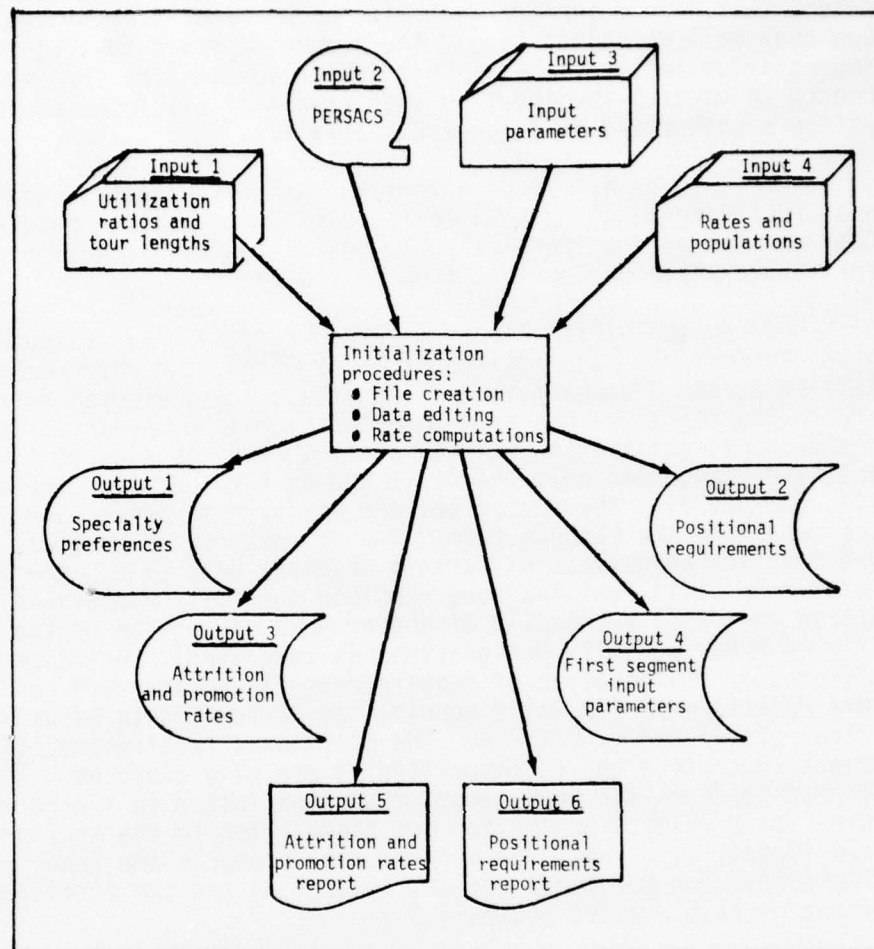 Input 2
PERSACS
Input 3
Input
parameters
Input 1
Utilization
ratios and
tour lengths
Input 4
Rates and
populations
Initialization
procedures:
● File creation
● Data editing
● Rate computations
Output 1
Specialty
preferences
Output 2
Positional
requirements
Output 3
Attrition
and promotion
rates
Output 4
First segment
input
parameters
Output 5
Attrition and
promotion rates
report
Output 6
Positional
requirements
report